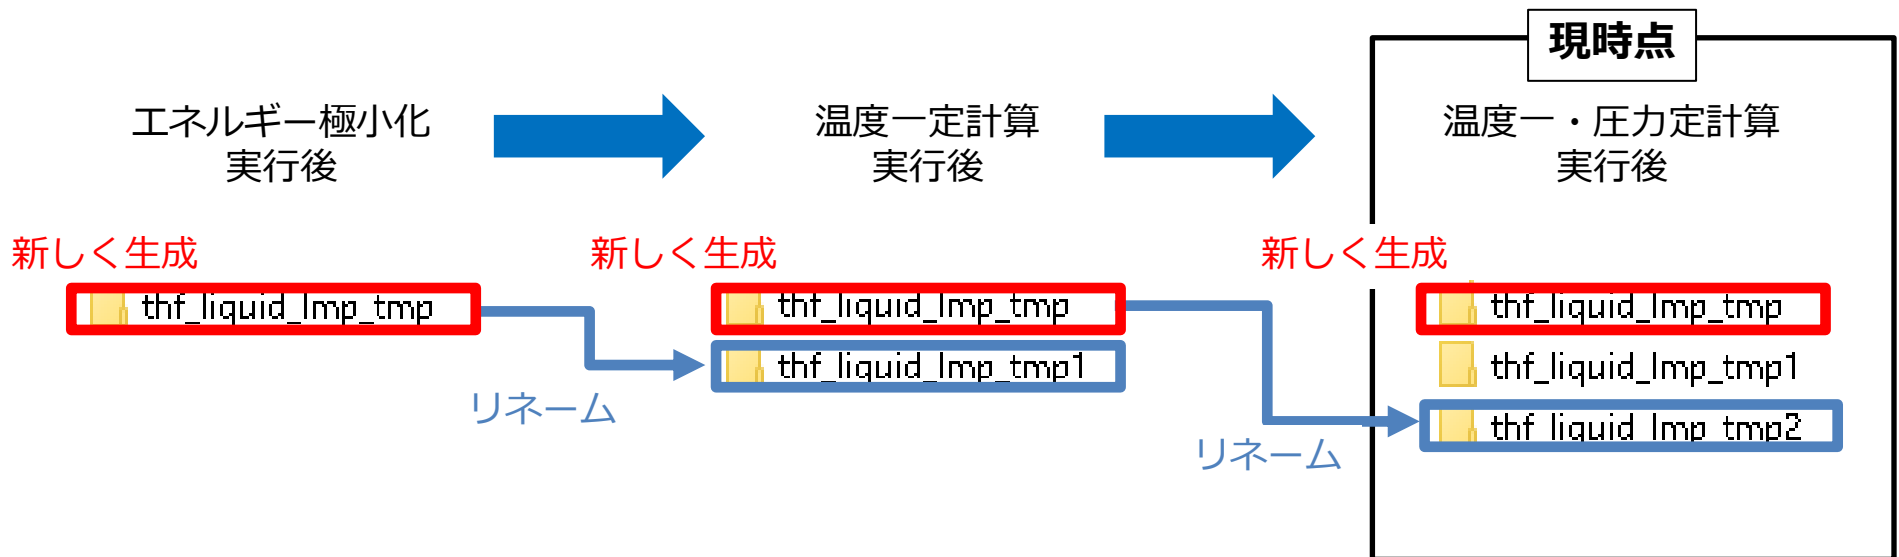 現時点
エネルギー極小化
実行後
温度一定計算
実行後
温度一・圧力定計算
実行後
新しく生成
新しく生成
新しく生成
thf_liquid_lmp_tmp
thf_liquid_lmp_tmp
thf_liquid_lmp_tmp
thf_liquid_lmp_tmp1
thf_liquid_lmp_tmp1
リネーム
thf_liquid_lmp_tmp2
リネーム